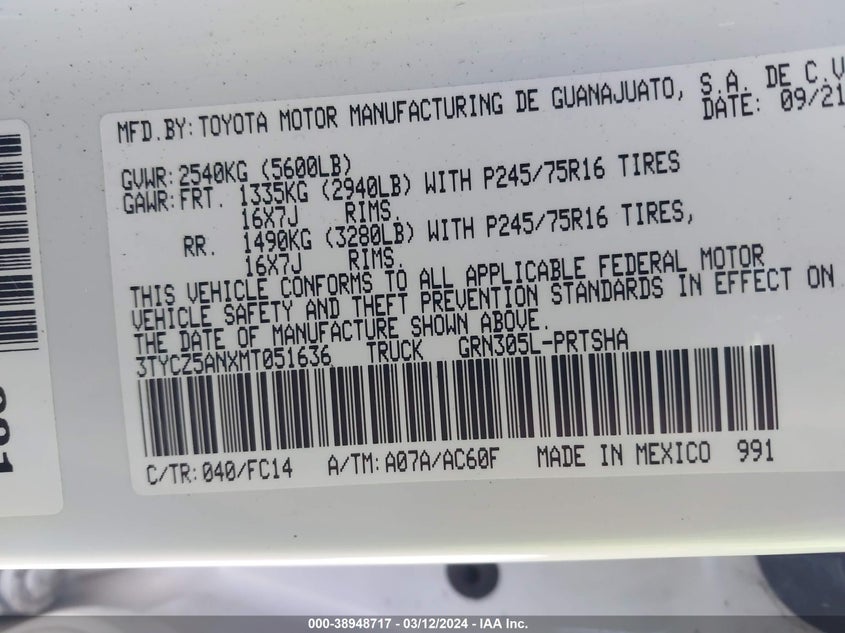 MFD.BY: TOYOTA MOTOR MANUFACTURING DE GUANAJUATO, S.A. DE C.V
DATE: 09/21
GVWR: 2540KG (5600LB)
GAWR: FRT. 1335KG (2940LB) WITH P245/75R16 TIRES
16X7J RIMS.
RR. 1490KG (3280LB) WITH P245/75R16 TIRES,
16X7J RIMS.
THIS VEHICLE CONFORMS TO ALL APPLICABLE FEDERAL MOTOR
VEHICLE SAFETY AND THEFT PREVENTION STANDARDS IN EFFECT ON
THE DATE OF MANUFACTURE SHOWN ABOVE.
3TYCZ5ANXMT051636 TRUCK GRN305L-PRTSHA
C/TR: 040/FC14 A/TM: A07A/AC60F MADE IN MEXICO 991
000-38948717 - 03/12/2024 - IAA Inc.